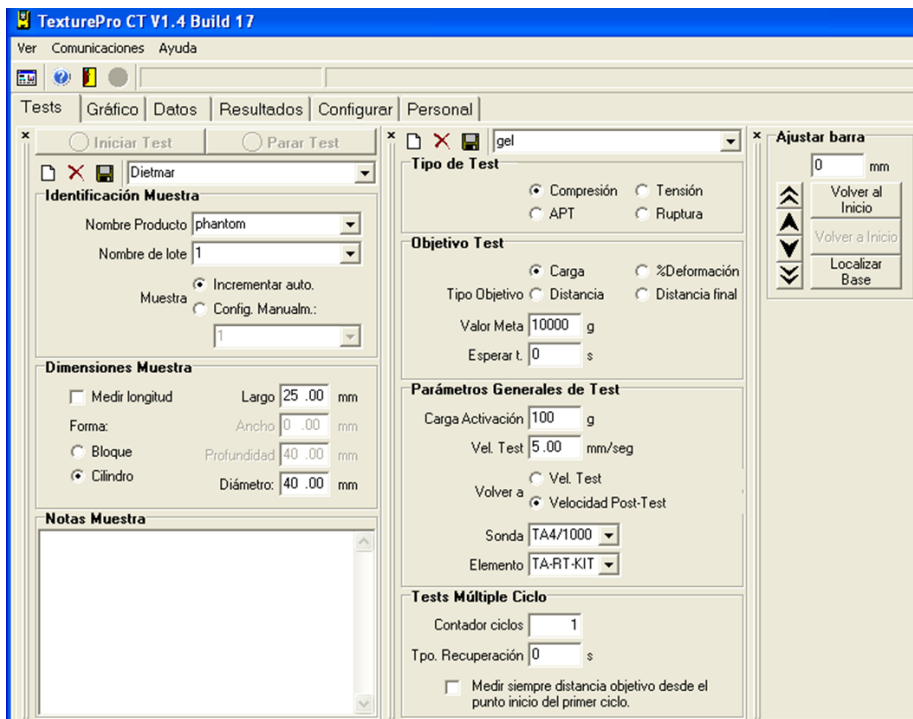 TexturePro CT V1.4 Build 17
Ver Comunicaciones Ayuda
Tests Gráfico Datos Resultados Configurar Personal
Iniciar Test Parar Test
Dietmar
Identificación Muestra
Nombre Producto phantom
Nombre de lote 1
Muestra
Incrementar auto.
Config. Manualm.:
1
Dimensiones Muestra
Medir longitud Largo 25 .00 mm
Forma: Ancho 0 .00 mm
Bloque Profundidad 40 .00 mm
Cilindro Diámetro: 40 .00 mm
Notas Muestra
gel
Tipo de Test
Compresión Tensión
APT Ruptura
Objetivo Test
Carga %Deformación
Tipo Objetivo Distancia Distancia final
Valor Meta 10000 g
Esperar t. 0 s
Parámetros Generales de Test
Carga Activación 100 g
Vel. Test 5.00 mm/seg
Volver a
Vel. Test
Velocidad Post-Test
Sonda TA4/1000
Elemento TA-RT-KIT
Tests Múltiple Ciclo
Contador ciclos 1
Tpo. Recuperación 0 s
Medir siempre distancia objetivo desde el
punto inicio del primer ciclo.
Ajustar barra
0 mm
Volver al
Inicio
Volver a Inicio
Localizar
Base